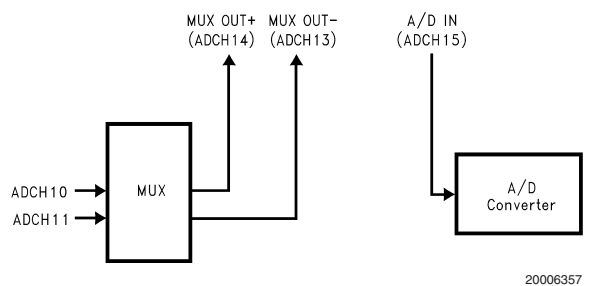 MUX OUT+ MUX OUT− A/D IN
(ADCH14) (ADCH13) (ADCH15)
ADCH10
ADCH11
MUX
A/D
Converter
20006357